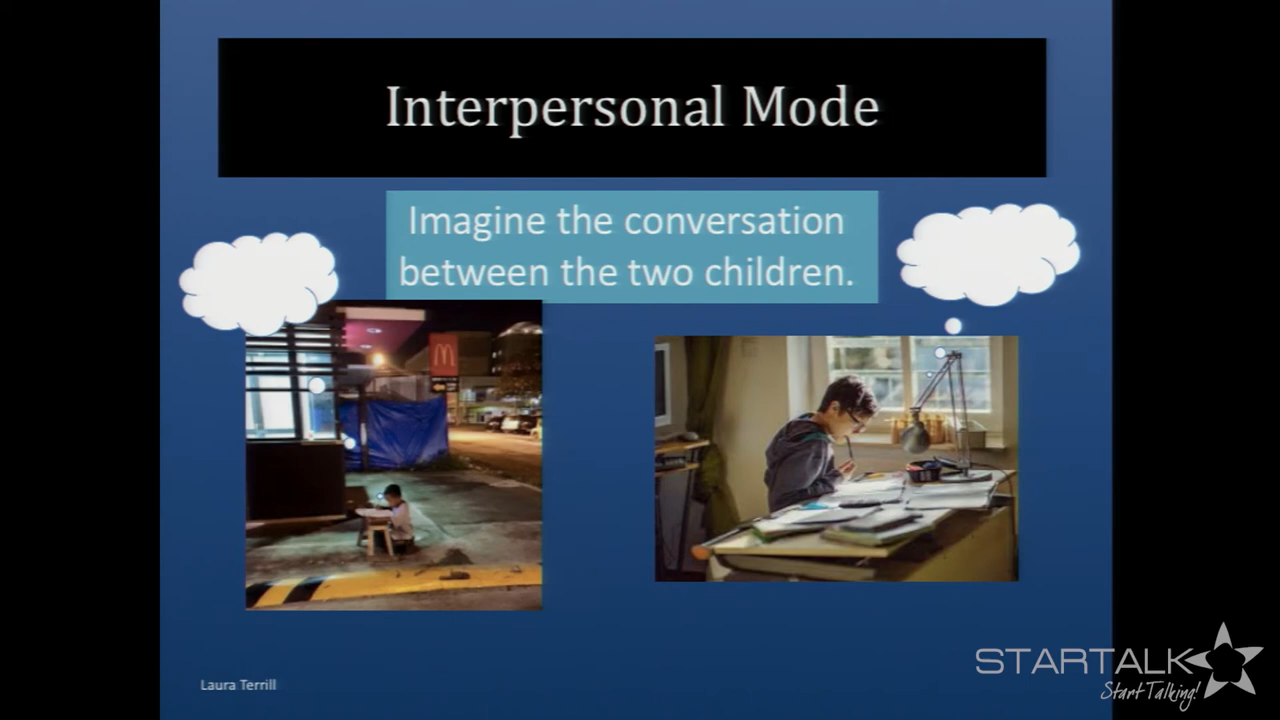 Interpersonal Mode
Imagine the conversation
between the two children.
Laura Terrill
STARTALK
Start Talking!